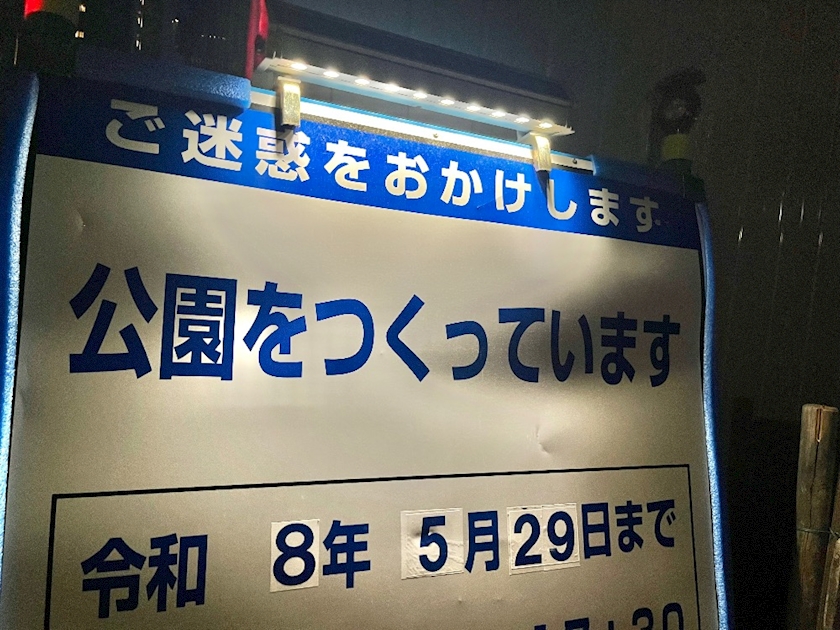 ご迷惑をおかけします
公園をつくっています
令和 8年 5月29日まで